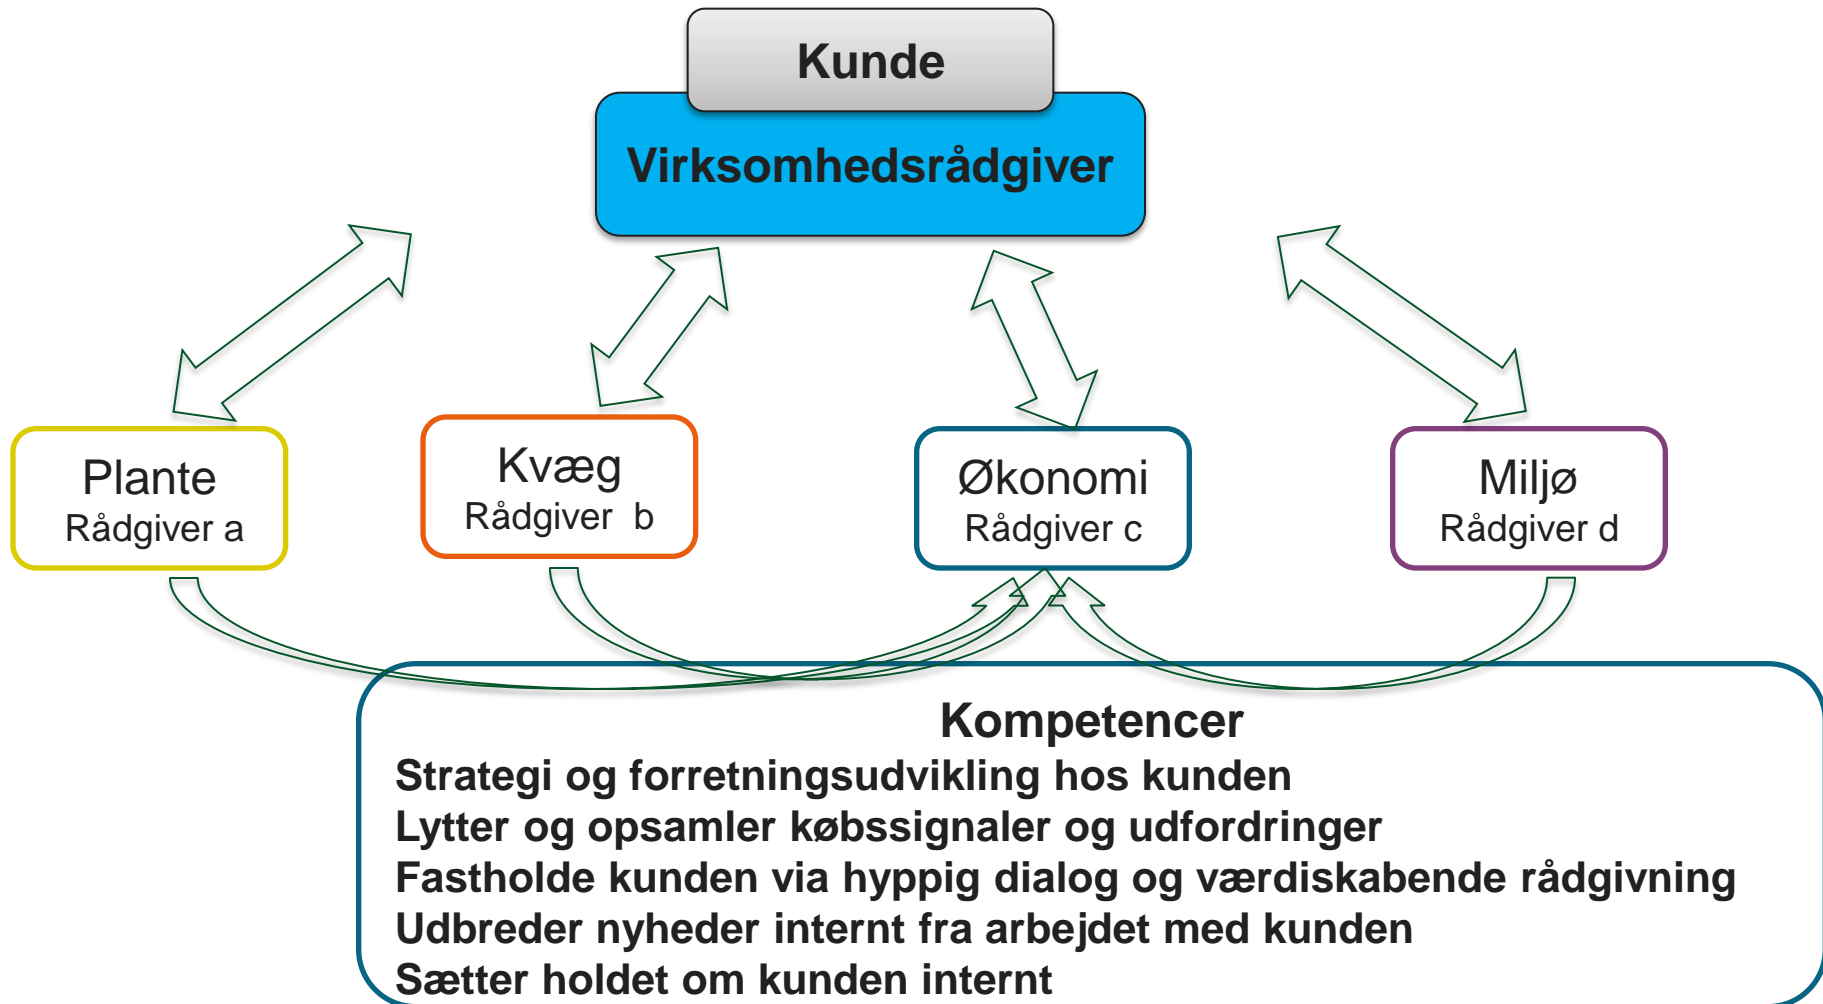 Kunde
Virksomhedsrådgiver
Plante
Rådgiver a
Kvæg
Rådgiver b
Økonomi
Rådgiver c
Miljø
Rådgiver d
Kompetencer
Strategi og forretningsudvikling hos kunden
Lytter og opsamler købssignaler og udfordringer
Fastholde kunden via hyppig dialog og værdiskabende rådgivning
Udbreder nyheder internt fra arbejdet med kunden
Sætter holdet om kunden internt